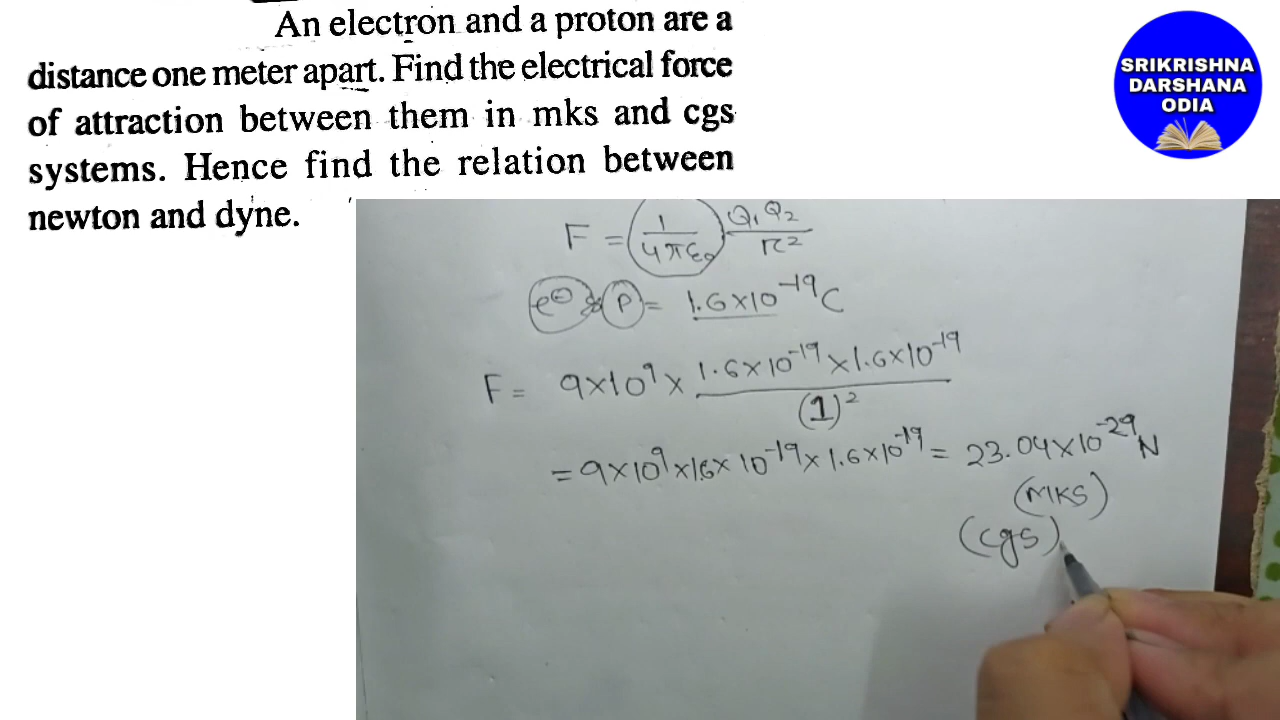 An electron and a proton are a
distance one meter apart. Find the electrical force
of attraction between them in mks and cgs
systems. Hence find the relation between
newton and dyne.
SRIKRISHNA
DARSHANA
ODIA
F = 1/4πε₀ · Q₁Q₂/r²
e⊖ & P = 1.6×10⁻¹⁹C
F = 9×10⁹ × 1.6×10⁻¹⁹×1.6×10⁻¹⁹/(1)²
= 9×10⁹×1.6×10⁻¹⁹×1.6×10⁻¹⁹ = 23.04×10⁻²⁹N
(MKS)
(cgs)